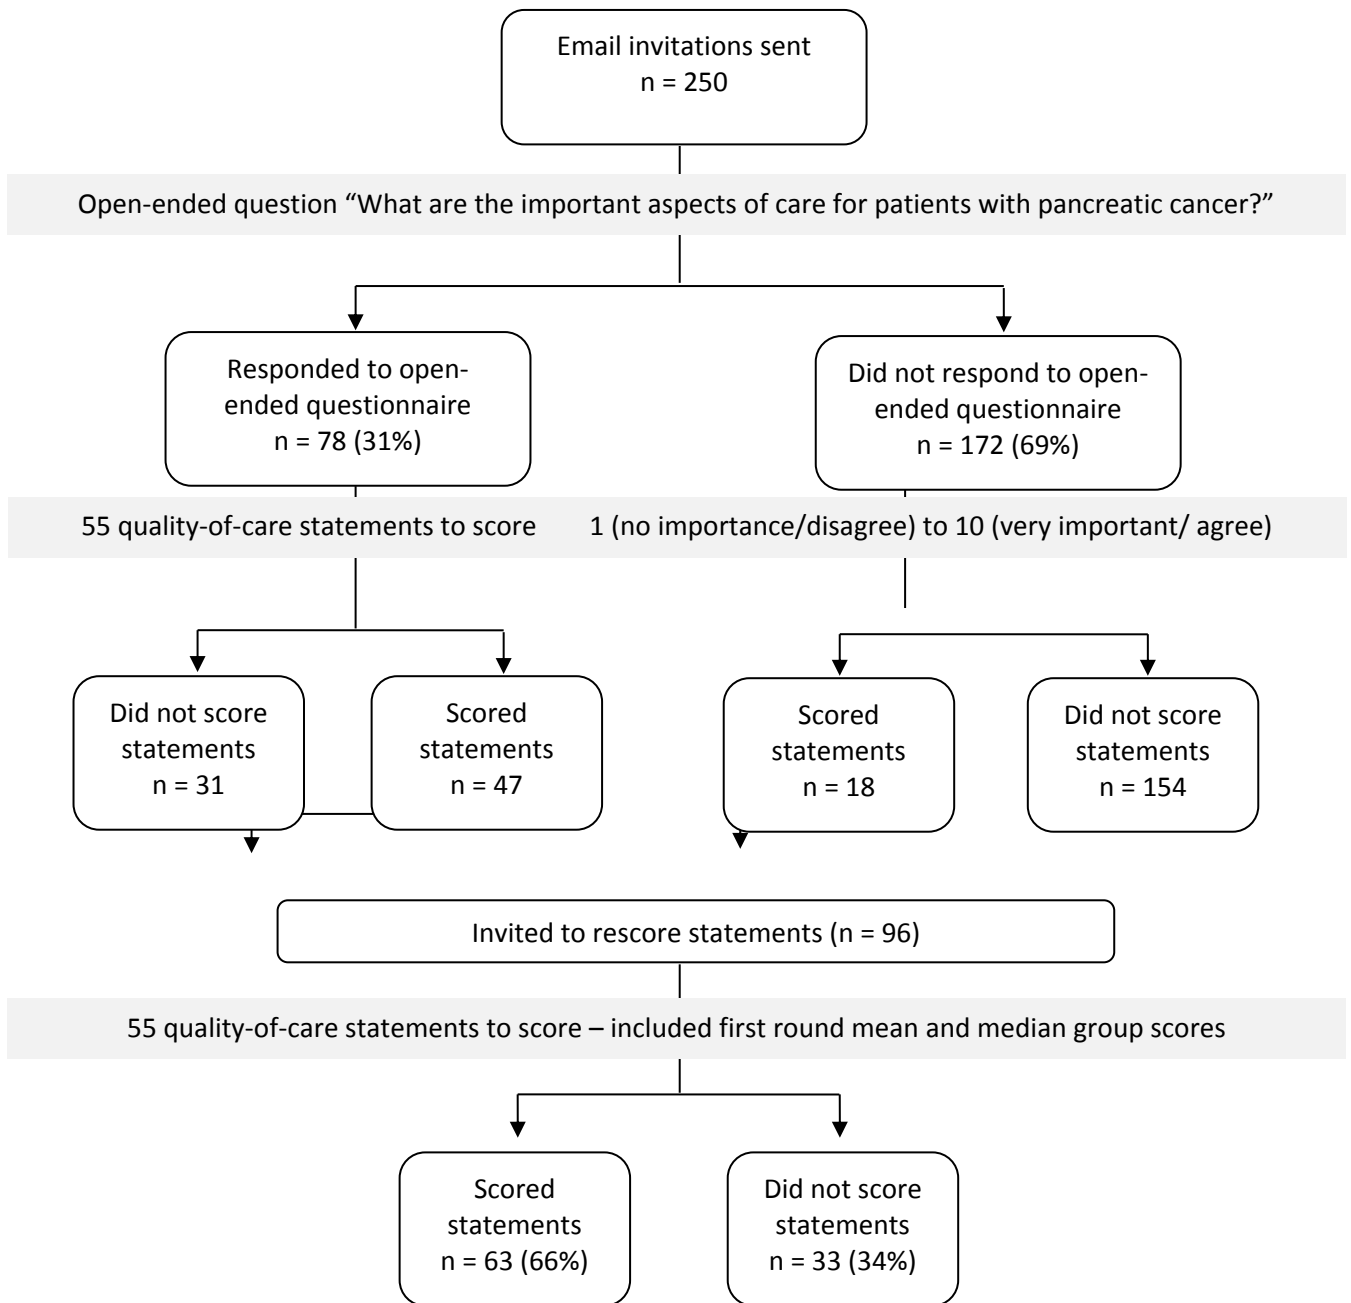 Email invitations sent
n = 250
Open-ended question “What are the important aspects of care for patients with pancreatic cancer?”
Responded to open-
ended questionnaire
n = 78 (31%)
Did not respond to open-
ended questionnaire
n = 172 (69%)
55 quality-of-care statements to score 1 (no importance/disagree) to 10 (very important/ agree)
Did not score
statements
n = 31
Scored
statements
n = 47
Scored
statements
n = 18
Did not score
statements
n = 154
Invited to rescore statements (n = 96)
55 quality-of-care statements to score – included first round mean and median group scores
Scored
statements
n = 63 (66%)
Did not score
statements
n = 33 (34%)